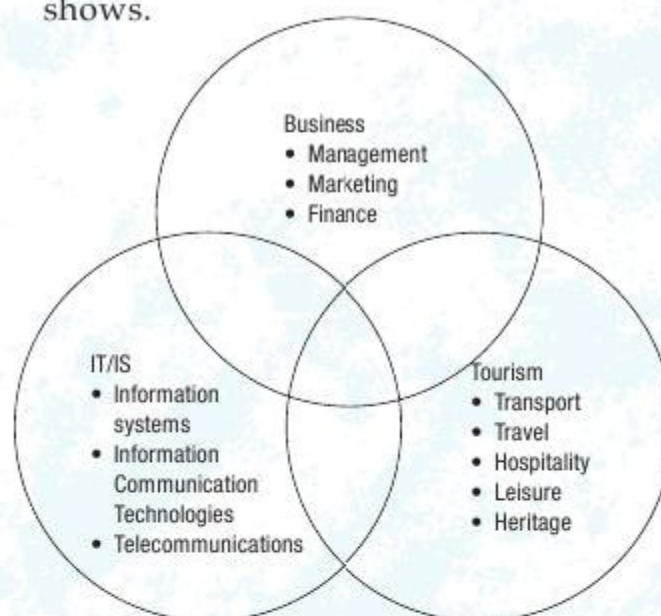 shows.
Business
• Management
• Marketing
• Finance
IT/IS
• Information
systems
• Information
Communication
Technologies
• Telecommunications
Tourism
• Transport
• Travel
• Hospitality
• Leisure
• Heritage